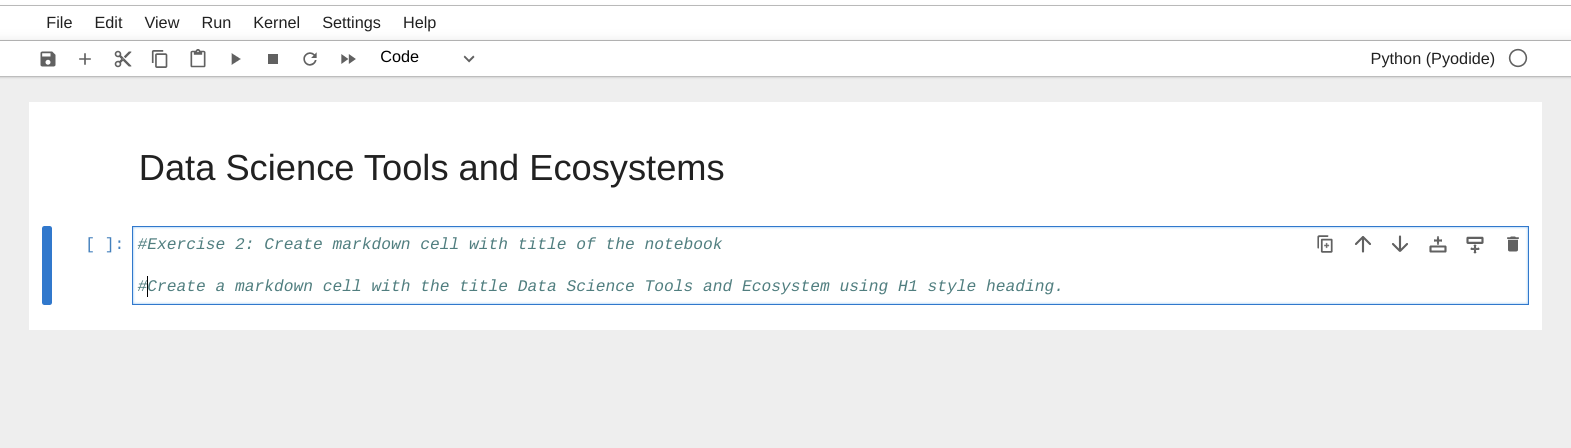 File Edit View Run Kernel Settings Help
Code Python (Pyodide)
Data Science Tools and Ecosystems
[ ]: #Exercise 2: Create markdown cell with title of the notebook
#Create a markdown cell with the title Data Science Tools and Ecosystem using H1 style heading.